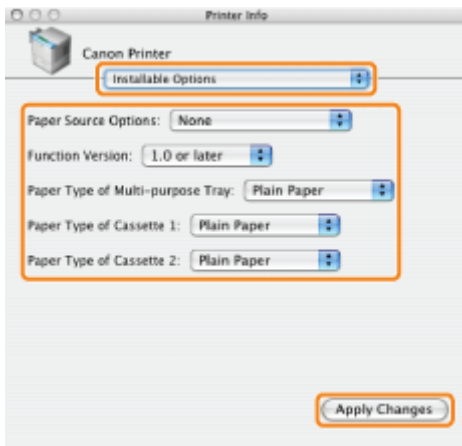 Printer Info
Canon Printer
Installable Options
Paper Source Options: None
Function Version: 1.0 or later
Paper Type of Multi-purpose Tray: Plain Paper
Paper Type of Cassette 1: Plain Paper
Paper Type of Cassette 2: Plain Paper
Apply Changes